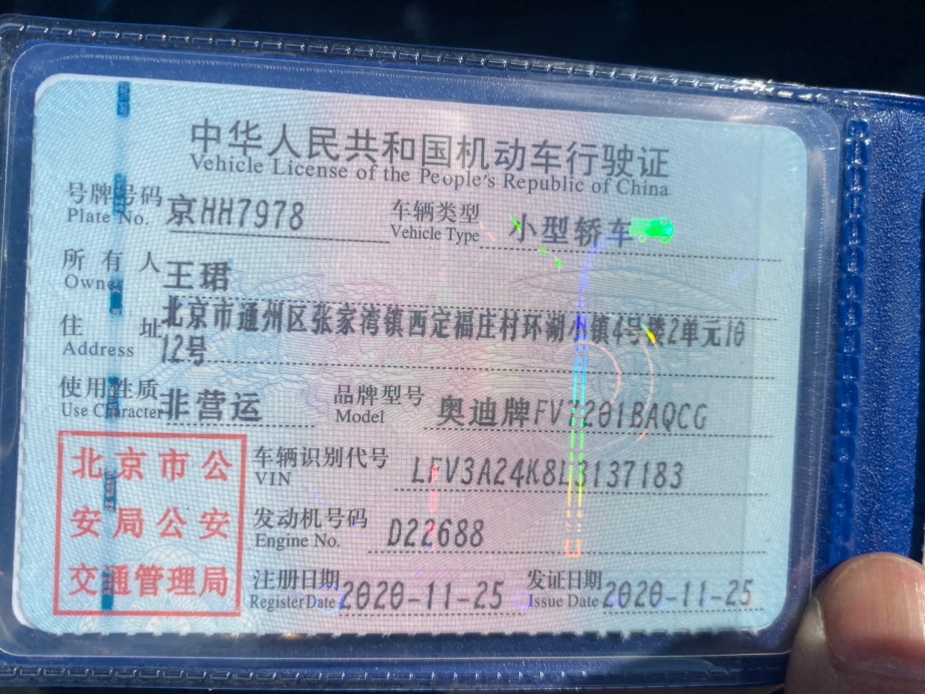 中华人民共和国机动车行驶证
Vehicle License of the People's Republic of China
号牌号码 京HH7978 车辆类型 小型轿车
Plate No. Vehicle Type
所有人 王珺
Owner
住址 北京市通州区张家湾镇西定福庄村环湖小镇4号楼2单元10
Address 12号
使用性质 非营运 品牌型号 奥迪牌FV7201BAQCG
Use Character Model
北京市公 车辆识别代号 LFV3A24K8L3137183
VIN
安局公安 发动机号码 D22688
Engine No.
交通管理局 注册日期 2020-11-25 发证日期 2020-11-25
Register Date Issue Date